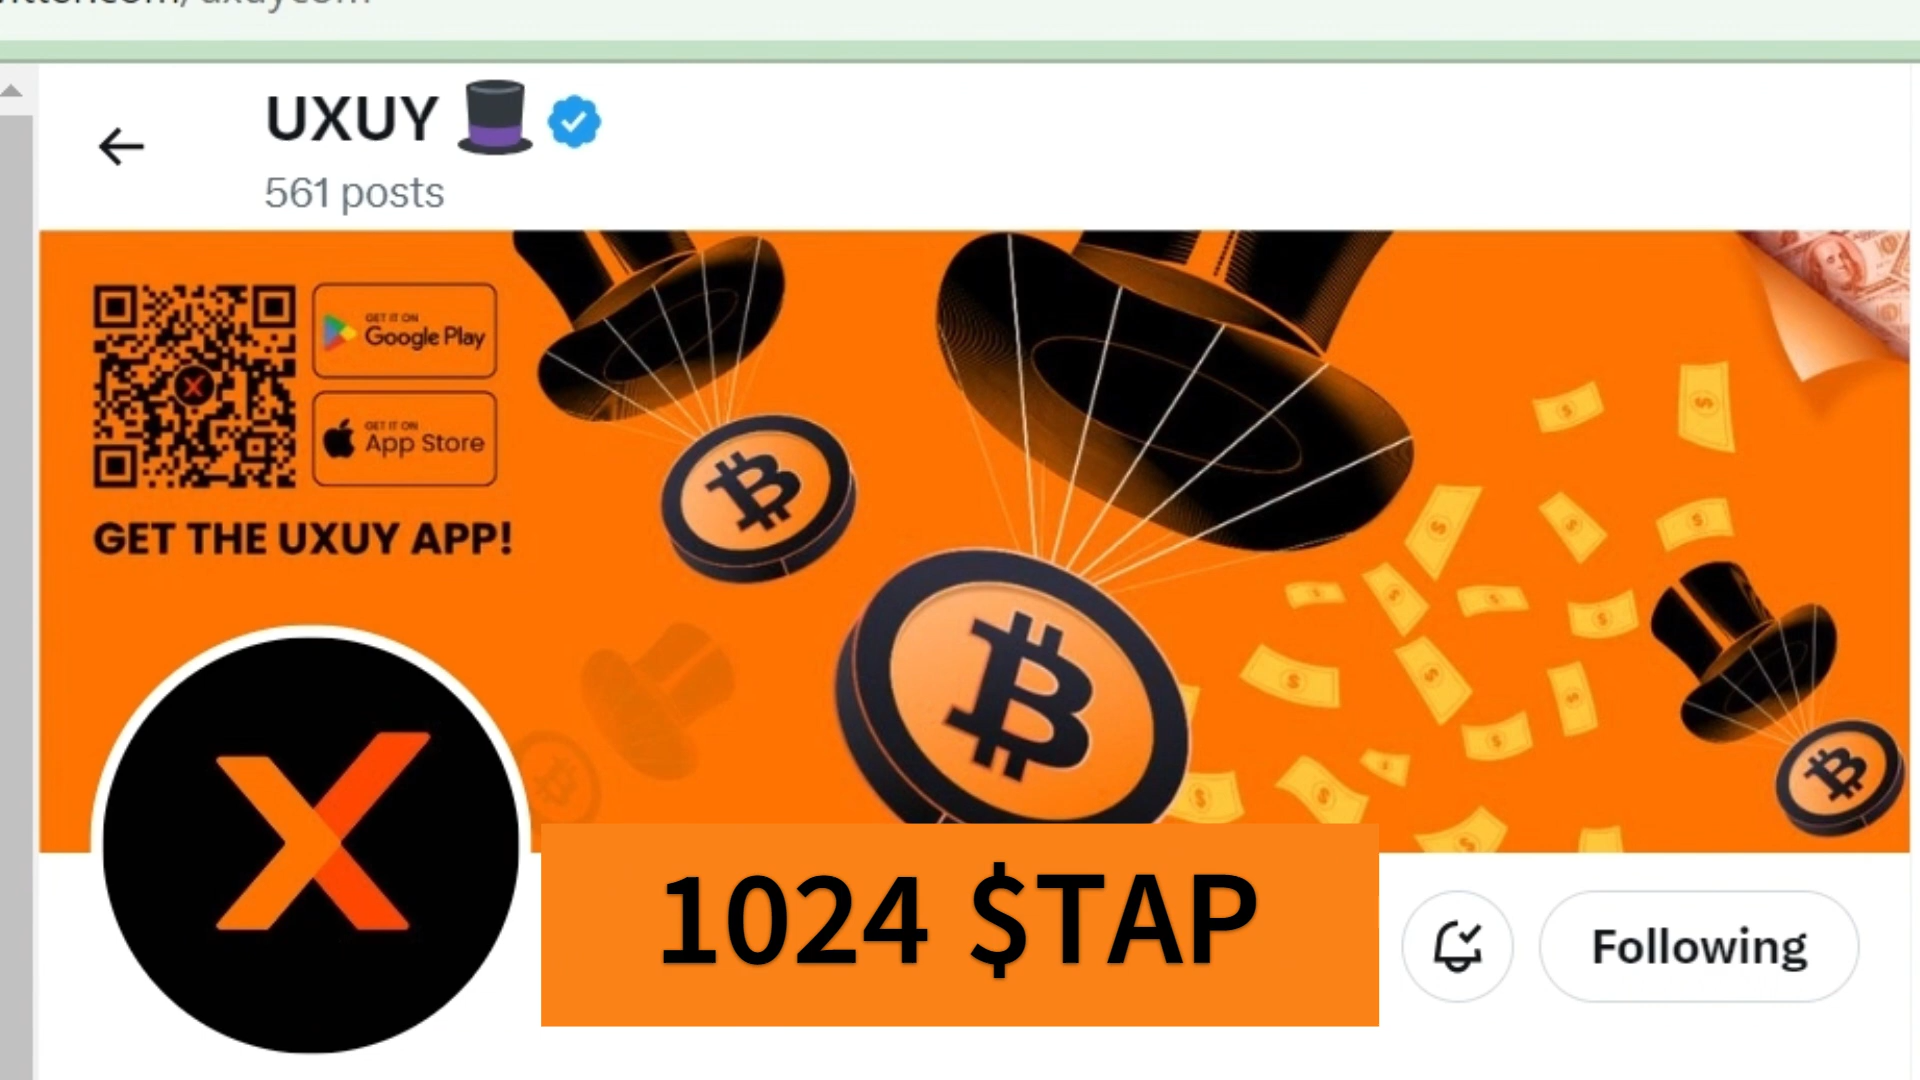 UXUY
561 posts
GET IT ON
Google Play
GET IT ON
App Store
GET THE UXUY APP!
1024 $TAP
Following